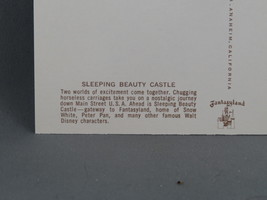 SLEEPING BEAUTY CASTLE
Two worlds of excitement come together. Chugging
horseless carriages take you on a nostalgic journey
down Main Street U.S.A. Ahead is Sleeping Beauty
Castle — gateway to Fantasyland, home of Snow
White, Peter Pan, and many other famous Walt
Disney characters.
Fantasyland
ANAHEIM, CALIFORNIA